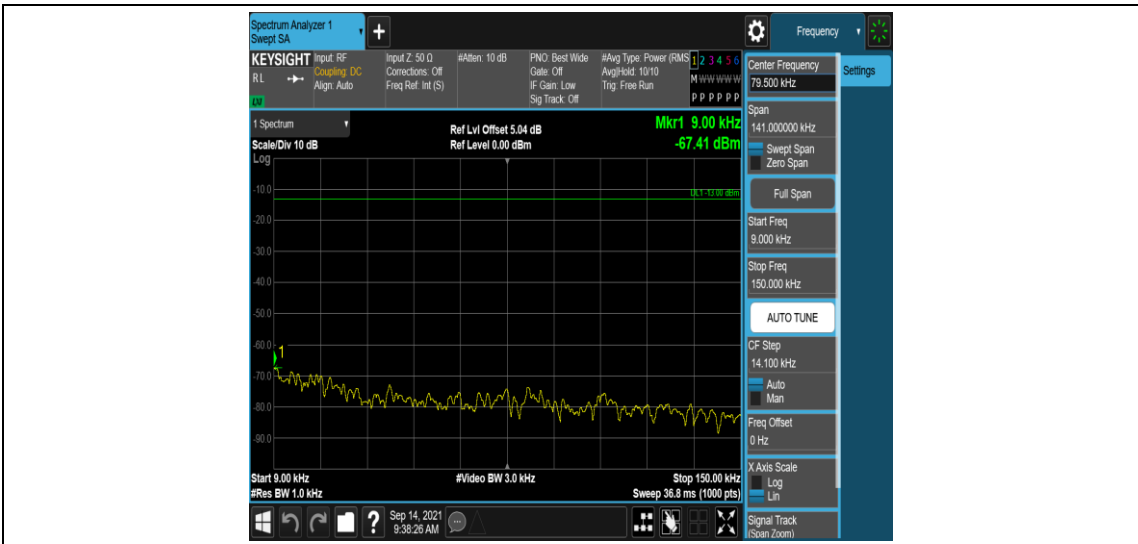 Spectrum Analyzer 1
Swept SA
Frequency
KEYSIGHT
RL
LXI
Input: RF
Coupling: DC
Align: Auto
Input Z: 50 Ω
Corrections: Off
Freq Ref: Int (S)
#Atten: 10 dB
PNO: Best Wide
Gate: Off
IF Gain: Low
Sig Track: Off
#Avg Type: Power (RMS
Avg|Hold: 10/10
Trig: Free Run
1 2 3 4 5 6
M W W W W W
P P P P P P
Center Frequency
79.500 kHz
Settings
Span
141.000000 kHz
Swept Span
Zero Span
Full Span
Start Freq
9.000 kHz
Stop Freq
150.000 kHz
AUTO TUNE
CF Step
14.100 kHz
Auto
Man
Freq Offset
0 Hz
X Axis Scale
Log
Lin
Signal Track
(Span Zoom)
1 Spectrum
Scale/Div 10 dB
Log
Ref Lvl Offset 5.04 dB
Ref Level 0.00 dBm
Mkr1 9.00 kHz
-67.41 dBm
DL1 -13.00 dBm
-10.0
-20.0
-30.0
-40.0
-50.0
-60.0
1
-70.0
-80.0
-90.0
Start 9.00 kHz
#Res BW 1.0 kHz
#Video BW 3.0 kHz
Stop 150.00 kHz
Sweep 36.8 ms (1000 pts)
Sep 14, 2021
9:38:26 AM